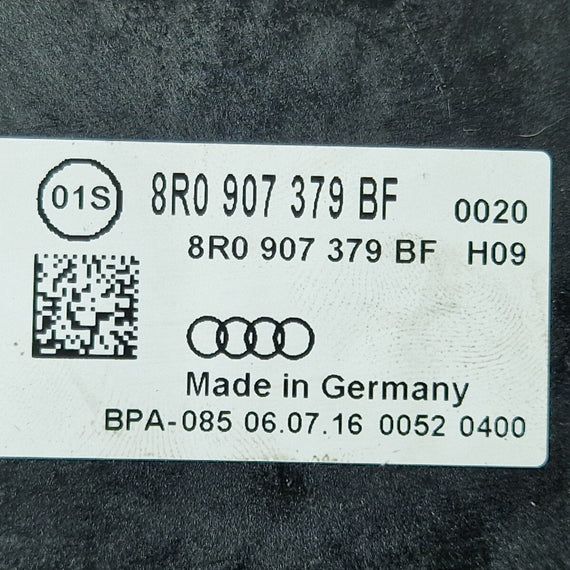 01S 8R0 907 379 BF 0020
8R0 907 379 BF H09
Made in Germany
BPA-085 06.07.16 0052 0400